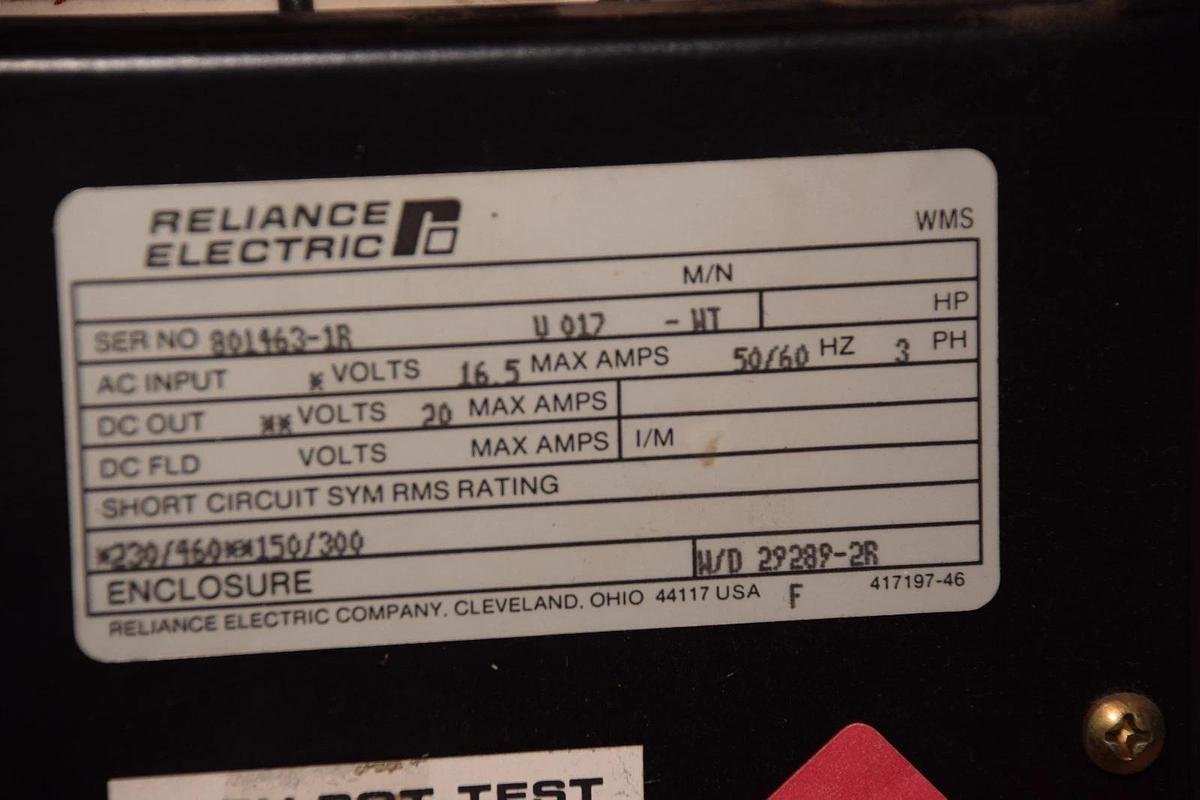 RELIANCE
ELECTRIC
WMS
M/N
SER NO 801463-1R U 017 - WT HP
AC INPUT * VOLTS 16.5 MAX AMPS 50/60 HZ 3 PH
DC OUT ** VOLTS 20 MAX AMPS
DC FLD VOLTS MAX AMPS I/M
SHORT CIRCUIT SYM RMS RATING
*230/460**150/300
ENCLOSURE W/D 29289-2R
RELIANCE ELECTRIC COMPANY. CLEVELAND. OHIO 44117 USA F 417197-46
POT TEST